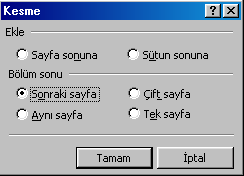 Kesme
Ekle
Sayfa sonuna Sütun sonuna
Bölüm sonu
Sonraki sayfa Çift sayfa
Aynı sayfa Tek sayfa
Tamam İptal